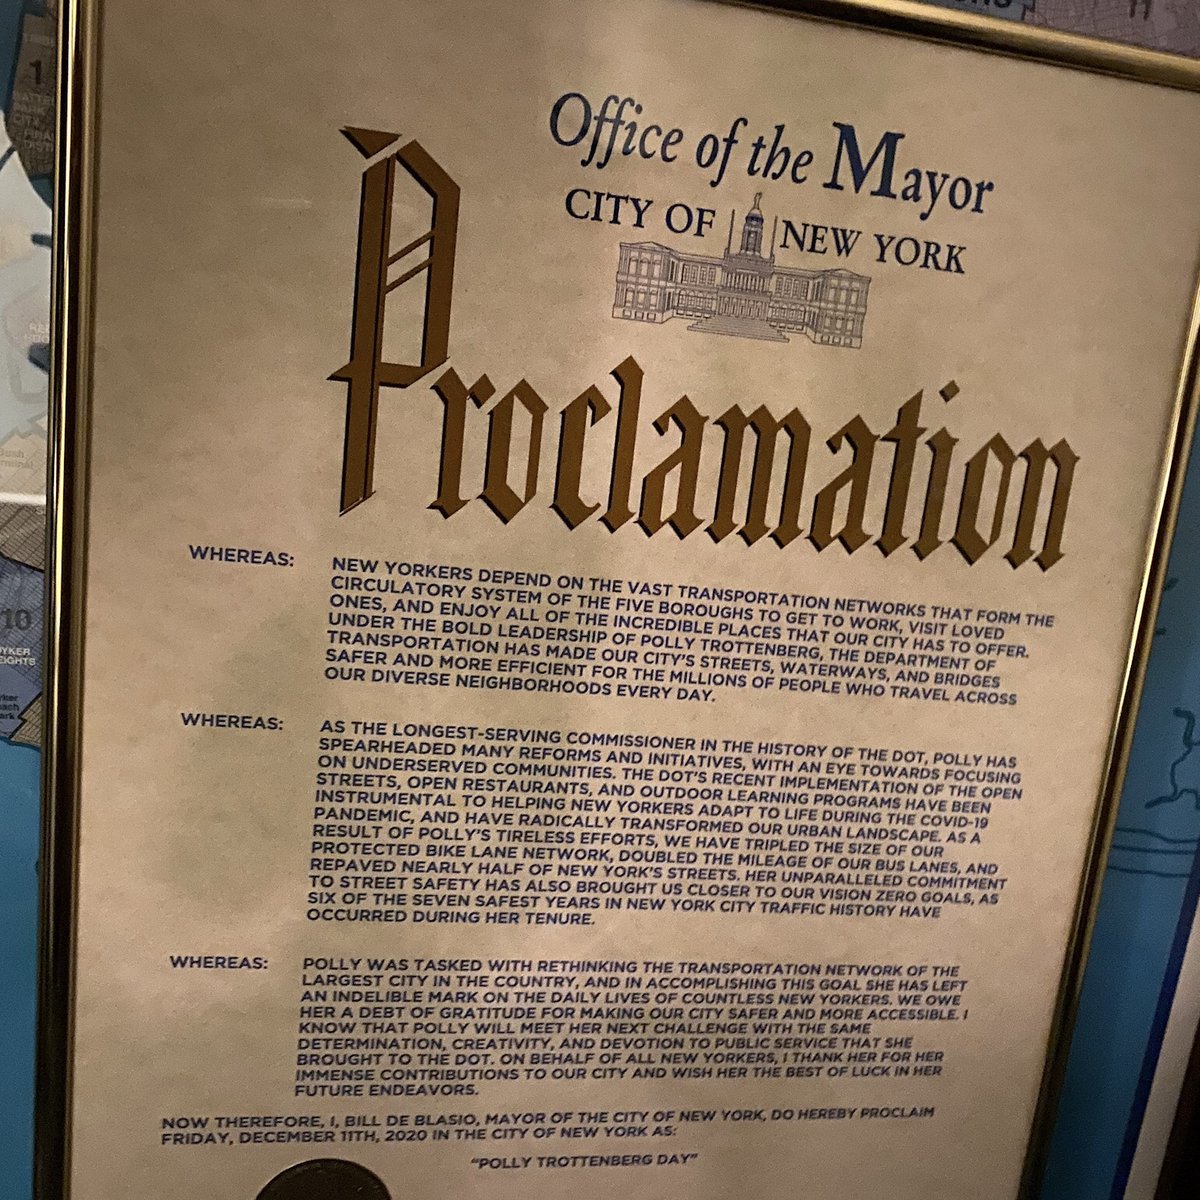 Office of the Mayor
CITY OF NEW YORK
Proclamation
WHEREAS: NEW YORKERS DEPEND ON THE VAST TRANSPORTATION NETWORKS THAT FORM THE
CIRCULATORY SYSTEM OF THE FIVE BOROUGHS TO GET TO WORK, VISIT LOVED
ONES, AND ENJOY ALL OF THE INCREDIBLE PLACES THAT OUR CITY HAS TO OFFER.
UNDER THE BOLD LEADERSHIP OF POLLY TROTTENBERG, THE DEPARTMENT OF
TRANSPORTATION HAS MADE OUR CITY'S STREETS, WATERWAYS, AND BRIDGES
SAFER AND MORE EFFICIENT FOR THE MILLIONS OF PEOPLE WHO TRAVEL ACROSS
OUR DIVERSE NEIGHBORHOODS EVERY DAY.
WHEREAS: AS THE LONGEST-SERVING COMMISSIONER IN THE HISTORY OF THE DOT, POLLY HAS
SPEARHEADED MANY REFORMS AND INITIATIVES, WITH AN EYE TOWARDS FOCUSING
ON UNDERSERVED COMMUNITIES. THE DOT'S RECENT IMPLEMENTATION OF THE OPEN
STREETS, OPEN RESTAURANTS, AND OUTDOOR LEARNING PROGRAMS HAVE BEEN
INSTRUMENTAL TO HELPING NEW YORKERS ADAPT TO LIFE DURING THE COVID-19
PANDEMIC, AND HAVE RADICALLY TRANSFORMED OUR URBAN LANDSCAPE. AS A
RESULT OF POLLY'S TIRELESS EFFORTS, WE HAVE TRIPLED THE SIZE OF OUR
PROTECTED BIKE LANE NETWORK, DOUBLED THE MILEAGE OF OUR BUS LANES, AND
REPAVED NEARLY HALF OF NEW YORK'S STREETS. HER UNPARALLELED COMMITMENT
TO STREET SAFETY HAS ALSO BROUGHT US CLOSER TO OUR VISION ZERO GOALS, AS
SIX OF THE SEVEN SAFEST YEARS IN NEW YORK CITY TRAFFIC HISTORY HAVE
OCCURRED DURING HER TENURE.
WHEREAS: POLLY WAS TASKED WITH RETHINKING THE TRANSPORTATION NETWORK OF THE
LARGEST CITY IN THE COUNTRY, AND IN ACCOMPLISHING THIS GOAL SHE HAS LEFT
AN INDELIBLE MARK ON THE DAILY LIVES OF COUNTLESS NEW YORKERS. WE OWE
HER A DEBT OF GRATITUDE FOR MAKING OUR CITY SAFER AND MORE ACCESSIBLE. I
KNOW THAT POLLY WILL MEET HER NEXT CHALLENGE WITH THE SAME
DETERMINATION, CREATIVITY, AND DEVOTION TO PUBLIC SERVICE THAT SHE
BROUGHT TO THE DOT. ON BEHALF OF ALL NEW YORKERS, I THANK HER FOR HER
IMMENSE CONTRIBUTIONS TO OUR CITY AND WISH HER THE BEST OF LUCK IN HER
FUTURE ENDEAVORS.
NOW THEREFORE, I, BILL DE BLASIO, MAYOR OF THE CITY OF NEW YORK, DO HEREBY PROCLAIM
FRIDAY, DECEMBER 11TH, 2020 IN THE CITY OF NEW YORK AS:
"POLLY TROTTENBERG DAY"
1
10
11